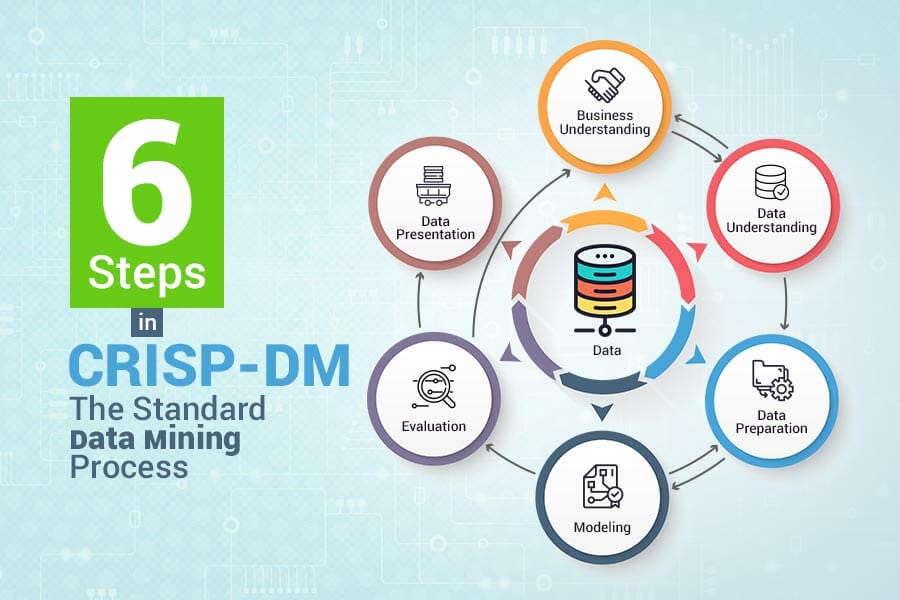 6
Steps
in
CRISP-DM
The Standard
Data Mining
Process
Business
Understanding
Data
Understanding
Data
Preparation
Modeling
Evaluation
Data
Presentation
Data